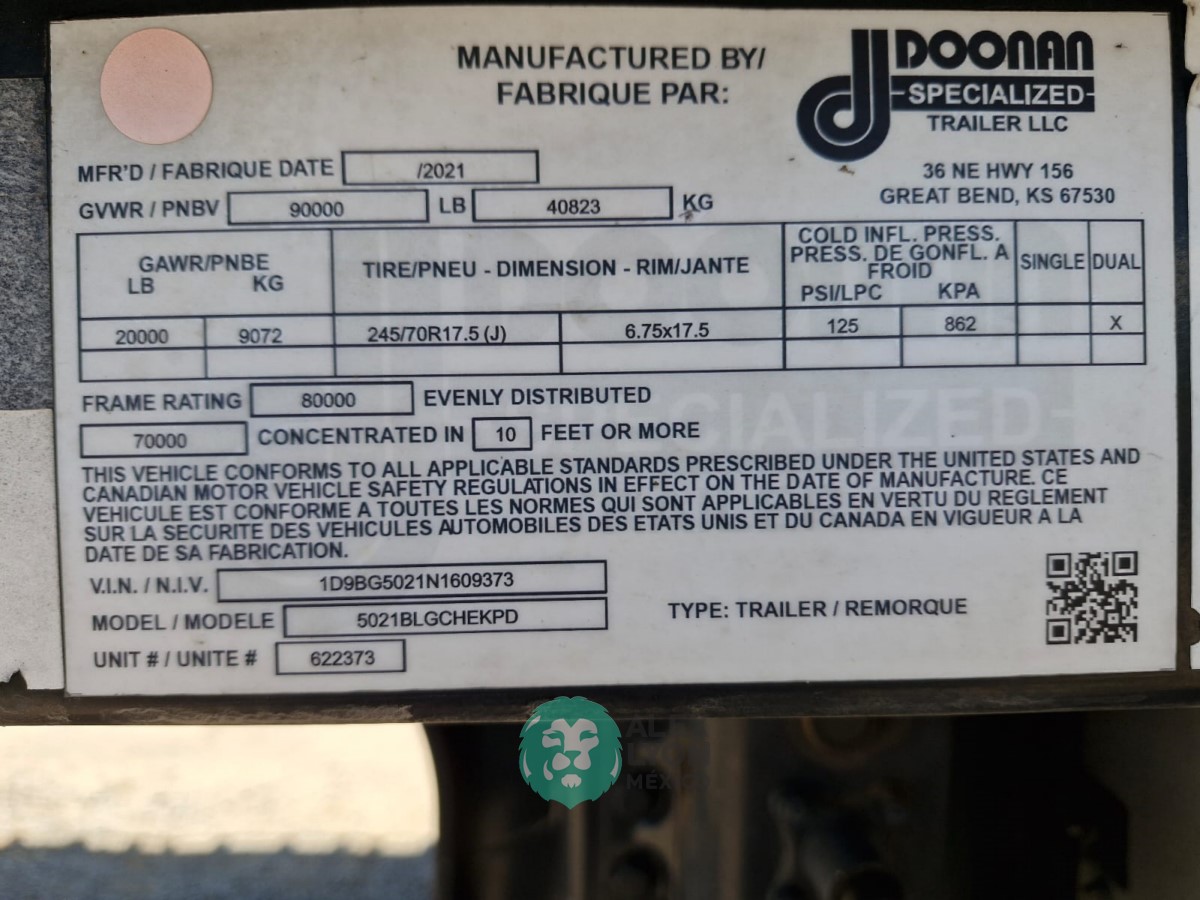 MANUFACTURED BY/
FABRIQUE PAR:
DOONAN
SPECIALIZED
TRAILER LLC
36 NE HWY 156
GREAT BEND, KS 67530
MFR'D / FABRIQUE DATE /2021
GVWR / PNBV 90000 LB 40823 KG
GAWR/PNBE
LB KG
TIRE/PNEU - DIMENSION - RIM/JANTE
COLD INFL. PRESS.
PRESS. DE GONFL. A
FROID
PSI/LPC KPA
SINGLE DUAL
20000 9072 245/70R17.5 (J) 6.75x17.5 125 862 X
FRAME RATING 80000 EVENLY DISTRIBUTED
70000 CONCENTRATED IN 10 FEET OR MORE
THIS VEHICLE CONFORMS TO ALL APPLICABLE STANDARDS PRESCRIBED UNDER THE UNITED STATES AND
CANADIAN MOTOR VEHICLE SAFETY REGULATIONS IN EFFECT ON THE DATE OF MANUFACTURE. CE
VEHICULE EST CONFORME A TOUTES LES NORMES QUI SONT APPLICABLES EN VERTU DU REGLEMENT
SUR LA SECURITE DES VEHICULES AUTOMOBILES DES ETATS UNIS ET DU CANADA EN VIGUEUR A LA
DATE DE SA FABRICATION.
V.I.N. / N.I.V. 1D9BG5021N1609373
MODEL / MODELE 5021BLGCHEKPD
TYPE: TRAILER / REMORQUE
UNIT # / UNITE # 622373